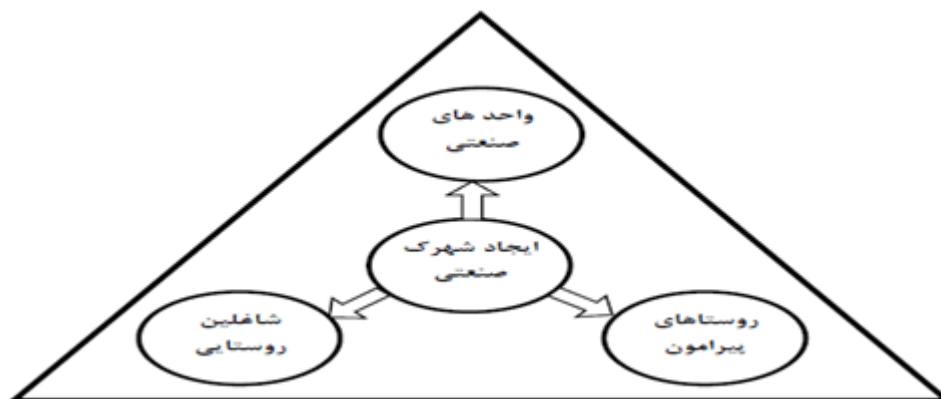 واحد های
صنعتی
ایجاد شهرک
صنعتی
شاغلین
روستایی
روستاهای
پیرامون